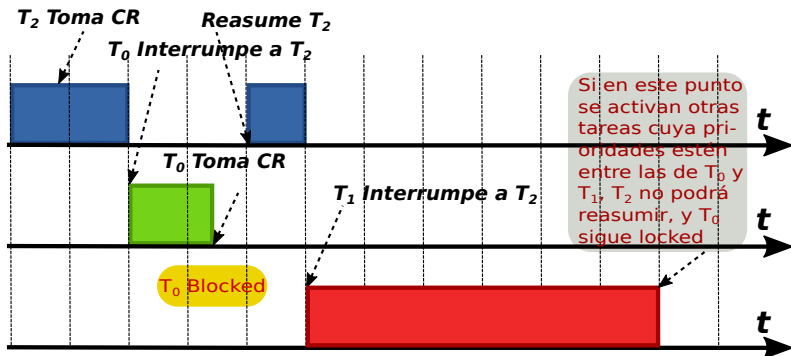 T₂ Toma CR
Reasume T₂
T₀ Interrumpe a T₂
Si en este punto
se activan otras
tareas cuya pri-
oridades estén
entre las de T₀ y
T₁, T₂ no podrá
reasumir, y T₀
sigue locked
t
T₀ Toma CR
T₁ Interrumpe a T₂
t
T₀ Blocked
t